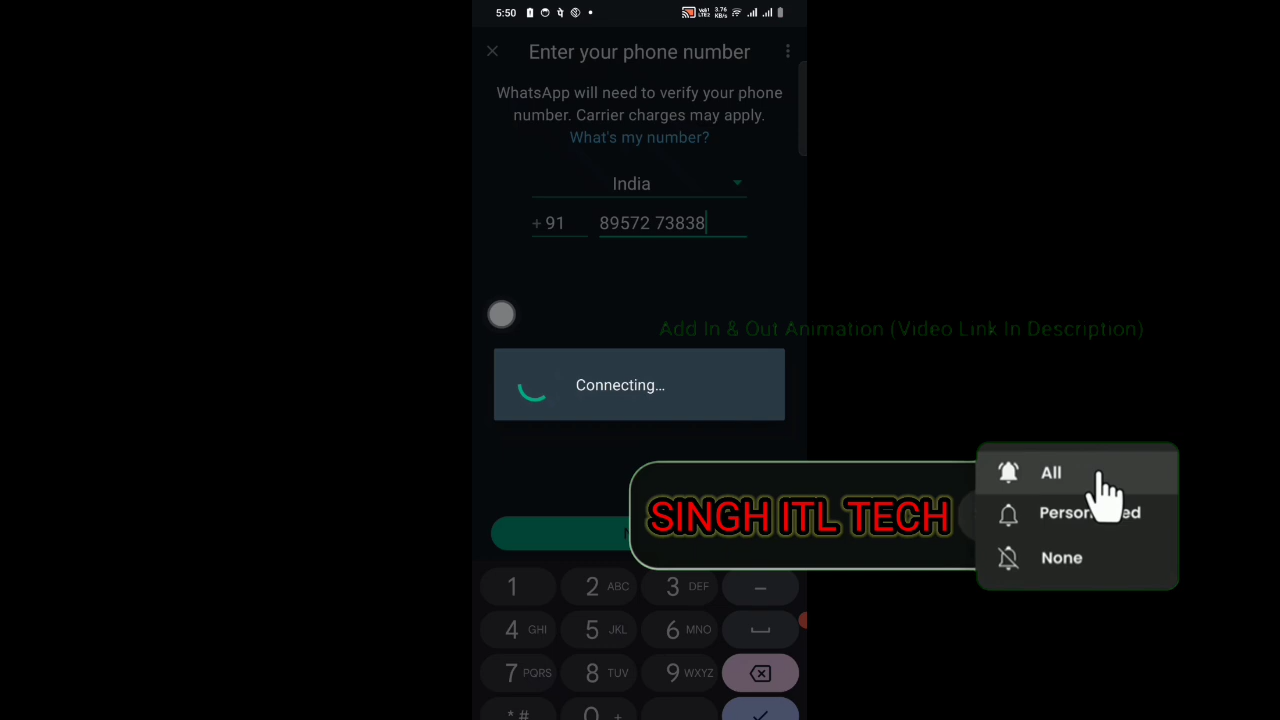 5:50
3.76
KB/s
Enter your phone number
WhatsApp will need to verify your phone
number. Carrier charges may apply.
What's my number?
India
+ 91 89572 73838
Add In & Out Animation (Video Link In Description)
Connecting...
All
SINGH ITL TECH
None
1
2 ABC
3 DEF
4 GHI
5 JKL
6 MNO
7 PQRS
8 TUV
9 WXYZ
* #
0 +